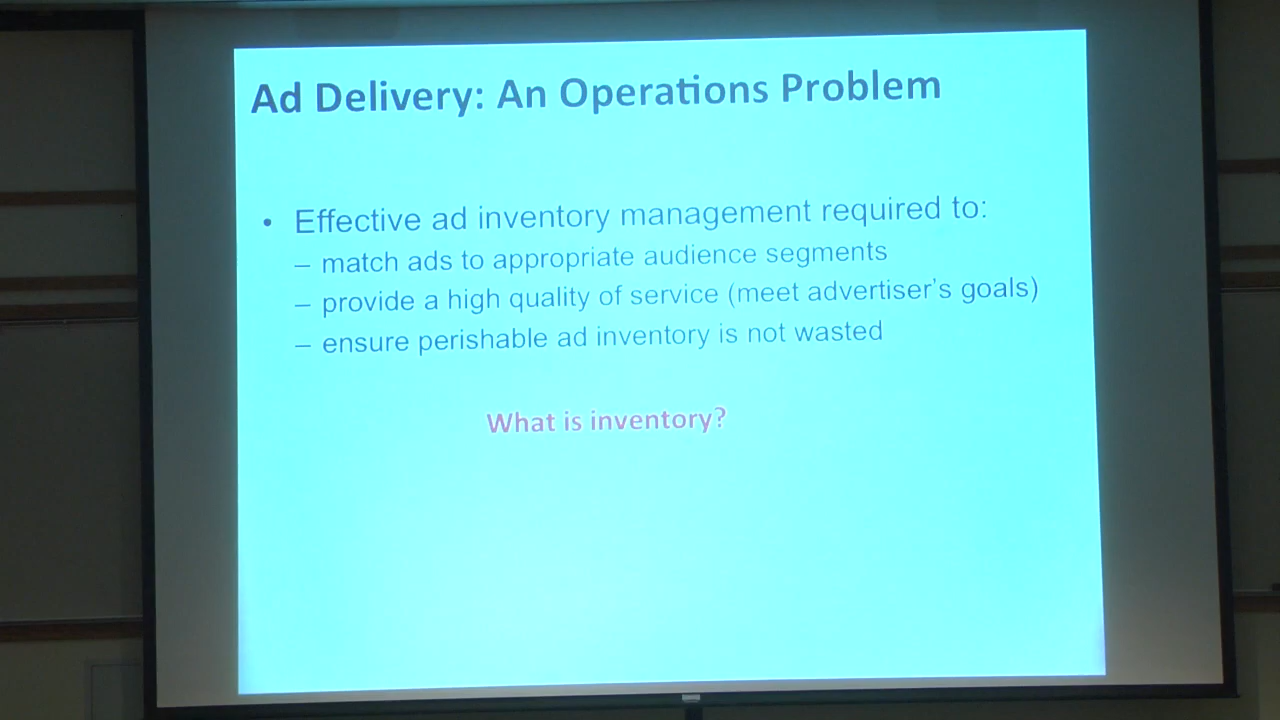 Ad Delivery: An Operations Problem
• Effective ad inventory management required to:
– match ads to appropriate audience segments
– provide a high quality of service (meet advertiser's goals)
– ensure perishable ad inventory is not wasted
What is inventory?